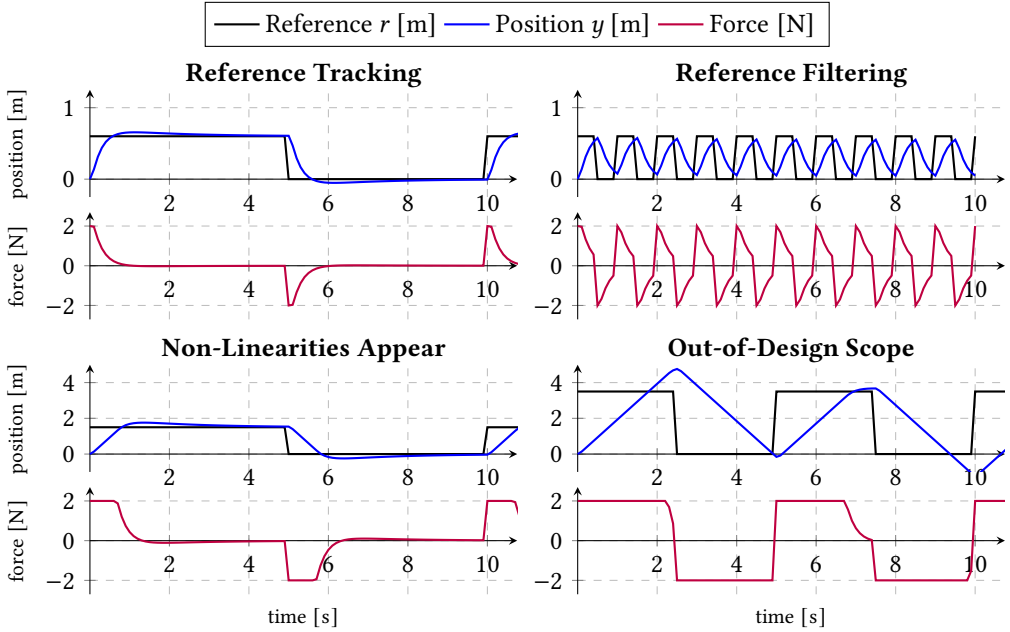 Reference r [m] Position y [m] Force [N]
Reference Tracking
position [m]
1
0
2 4 6 8 10
force [N]
2
0
−2
2 4 6 8 10
Reference Filtering
1
0
2 4 6 8 10
2
0
−2
2 4 6 8 10
Non-Linearities Appear
position [m]
4
2
0
2 4 6 8 10
force [N]
2
0
−2
2 4 6 8 10
time [s]
Out-of-Design Scope
4
2
0
2 4 6 8 10
2
0
−2
2 4 6 8 10
time [s]